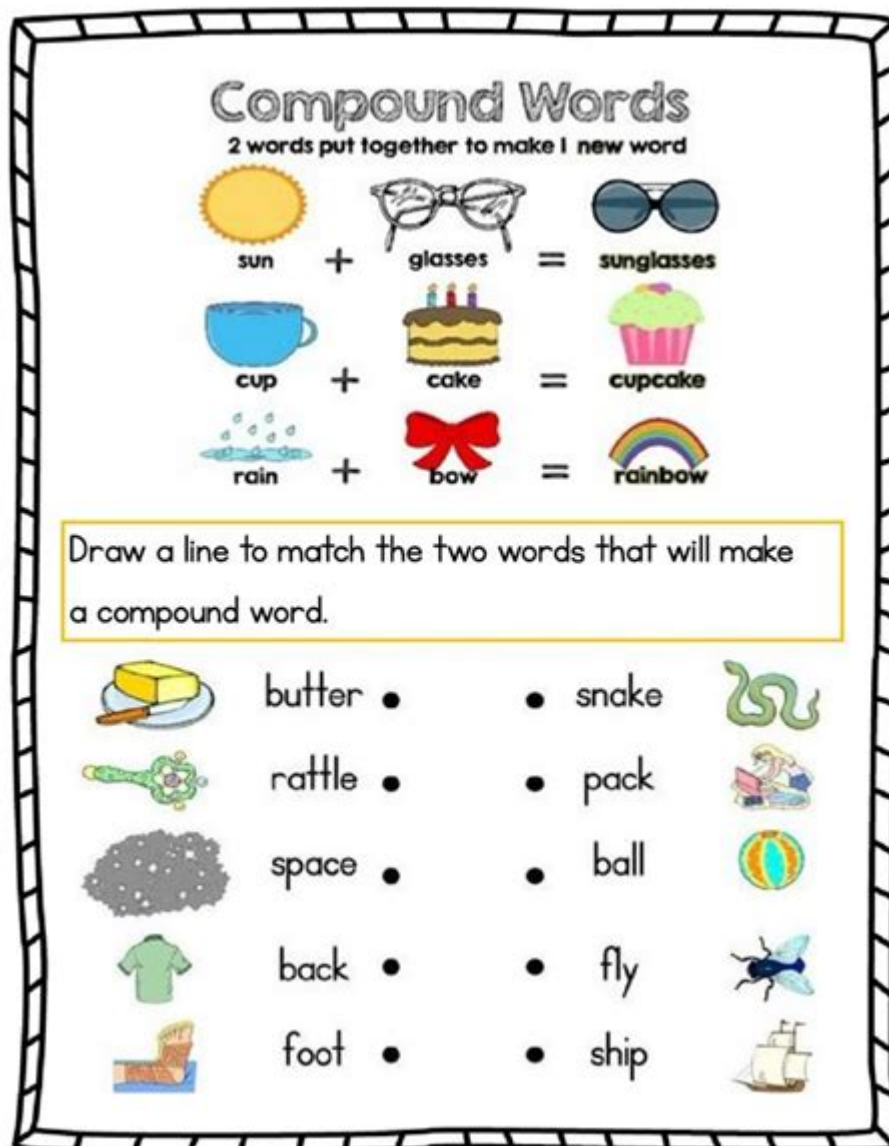 Compound Words
2 words put together to make 1 new word
sun + glasses = sunglasses
cup + cake = cupcake
rain + bow = rainbow
Draw a line to match the two words that will make
a compound word.
butter • • snake
rattle • • pack
space • • ball
back • • fly
foot • • ship